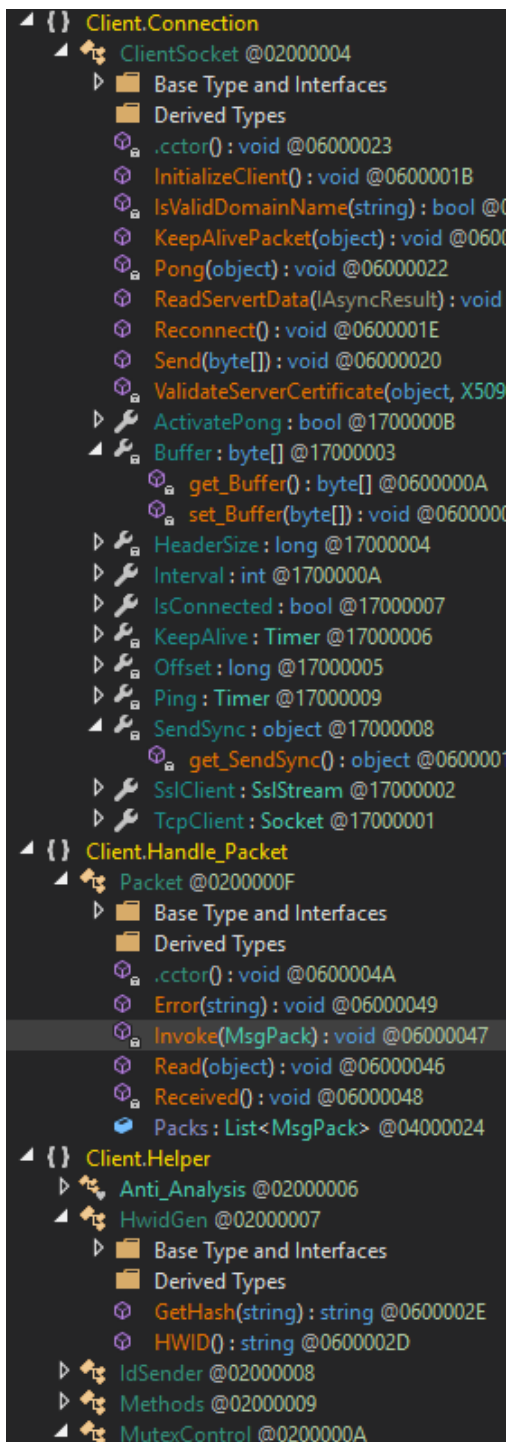 { } Client.Connection
ClientSocket @02000004
Base Type and Interfaces
Derived Types
.cctor() : void @06000023
InitializeClient() : void @0600001B
IsValidDomainName(string) : bool @0
KeepAlivePacket(object) : void @0600
Pong(object) : void @06000022
ReadServertData(IAsyncResult) : void
Reconnect() : void @0600001E
Send(byte[]) : void @06000020
ValidateServerCertificate(object, X509
ActivatePong : bool @1700000B
Buffer : byte[] @17000003
get_Buffer() : byte[] @0600000A
set_Buffer(byte[]) : void @0600000
HeaderSize : long @17000004
Interval : int @1700000A
IsConnected : bool @17000007
KeepAlive : Timer @17000006
Offset : long @17000005
Ping : Timer @17000009
SendSync : object @17000008
get_SendSync() : object @0600001
SslClient : SslStream @17000002
TcpClient : Socket @17000001
{ } Client.Handle_Packet
Packet @0200000F
Base Type and Interfaces
Derived Types
.cctor() : void @0600004A
Error(string) : void @06000049
Invoke(MsgPack) : void @06000047
Read(object) : void @06000046
Received() : void @06000048
Packs : List<MsgPack> @04000024
{ } Client.Helper
Anti_Analysis @02000006
HwidGen @02000007
Base Type and Interfaces
Derived Types
GetHash(string) : string @0600002E
HWID() : string @0600002D
IdSender @02000008
Methods @02000009
MutexControl @0200000A